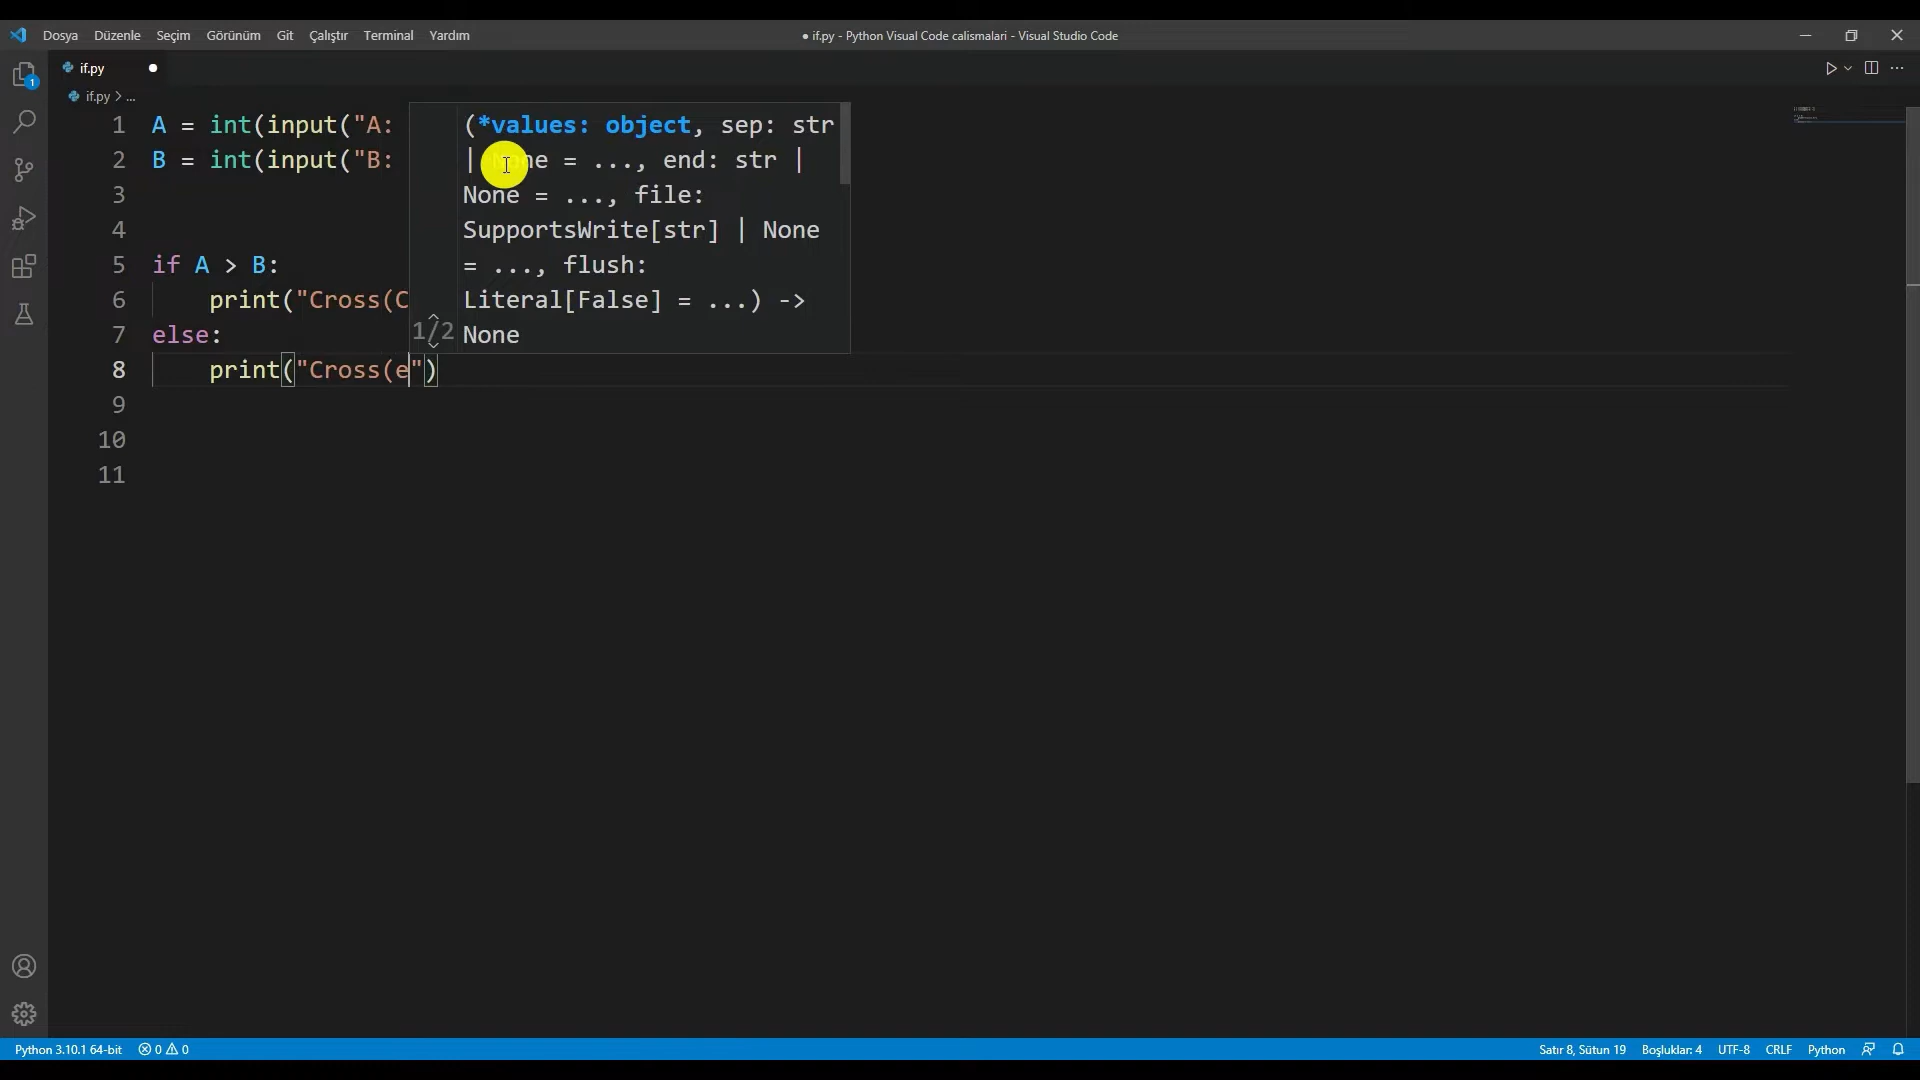 Dosya Düzenle Seçim Görünüm Git Çalıştır Terminal Yardım
● if.py - Python Visual Code calismalari - Visual Studio Code
1
if.py ●
if.py > ...
1 A = int(input("A:
2 B = int(input("B:
3
4
5 if A > B:
6 print("Cross(C
7 else:
8 print("Cross(e")
9
10
11
(*values: object, sep: str
| None = ..., end: str |
None = ..., file:
SupportsWrite[str] | None
= ..., flush:
Literal[False] = ...) ->
1/2 None
Python 3.10.1 64-bit 0 0
Satır 8, Sütun 19 Boşluklar: 4 UTF-8 CRLF Python